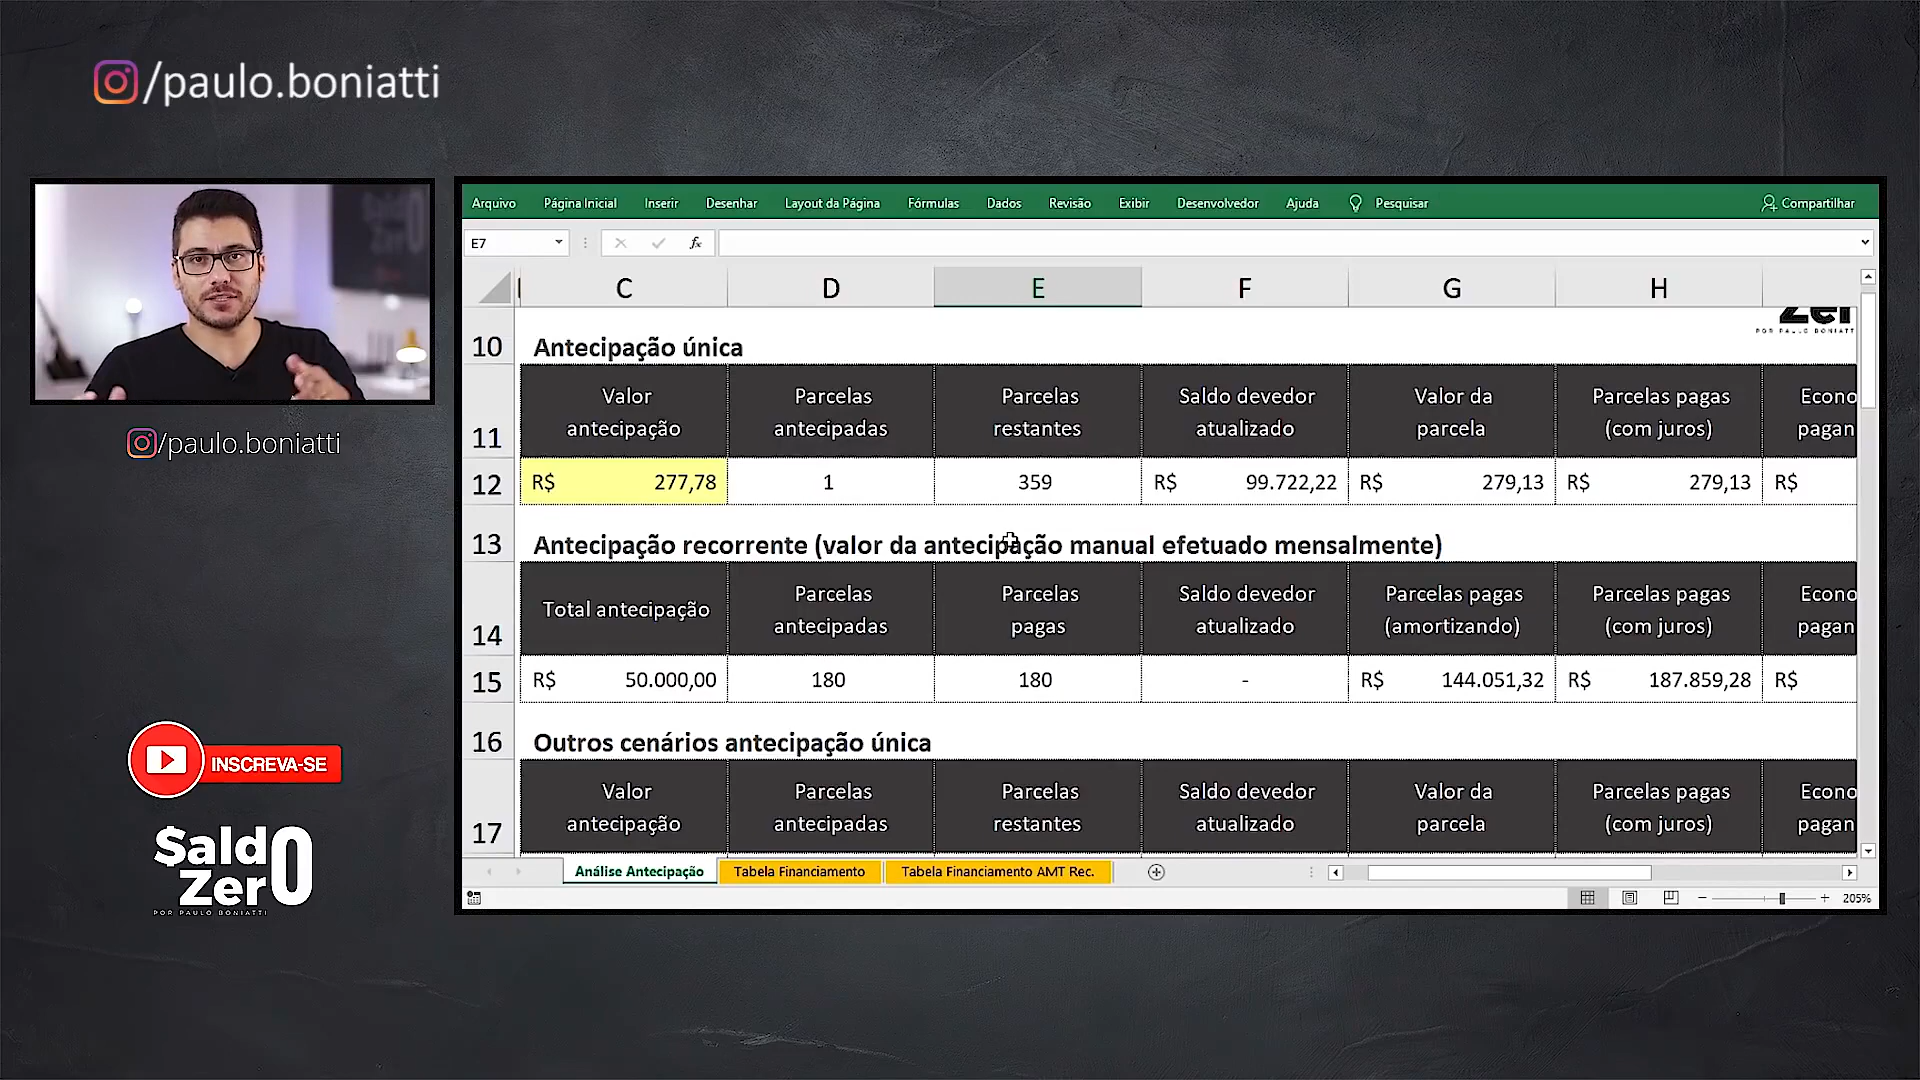 /paulo.boniatti
/paulo.boniatti
INSCREVA-SE
$ald0
Zer0
POR PAULO BONIATTI
Arquivo Página Inicial Inserir Desenhar Layout da Página Fórmulas Dados Revisão Exibir Desenvolvedor Ajuda Pesquisar Compartilhar
E7 fx
C D E F G H
POR PAULO BONIATT
10 Antecipação única
11 Valor antecipação Parcelas antecipadas Parcelas restantes Saldo devedor atualizado Valor da parcela Parcelas pagas (com juros) Econo pagan
12 R$ 277,78 1 359 R$ 99.722,22 R$ 279,13 R$ 279,13 R$
13 Antecipação recorrente (valor da antecipação manual efetuado mensalmente)
14 Total antecipação Parcelas antecipadas Parcelas pagas Saldo devedor atualizado Parcelas pagas (amortizando) Parcelas pagas (com juros) Econo pagan
15 R$ 50.000,00 180 180 - R$ 144.051,32 R$ 187.859,28 R$
16 Outros cenários antecipação única
17 Valor antecipação Parcelas antecipadas Parcelas restantes Saldo devedor atualizado Valor da parcela Parcelas pagas (com juros) Econo pagan
Análise Antecipação Tabela Financiamento Tabela Financiamento AMT Rec.
205%